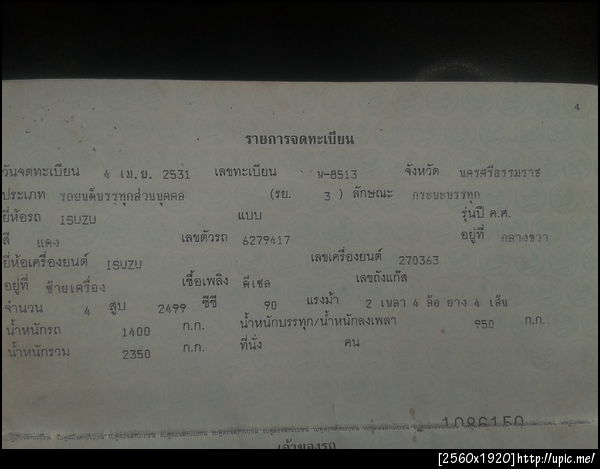 4
รายการจดทะเบียน
วันจดทะเบียน 4 เม.ย. 2531 เลขทะเบียน น-8513 จังหวัด นครศรีธรรมราช
ประเภท รถยนต์บรรทุกส่วนบุคคล (รย. 3 ) ลักษณะ กระบะบรรทุก
ยี่ห้อรถ ISUZU แบบ รุ่นปี ค.ศ.
สี แดง เลขตัวรถ 6279417 อยู่ที่ กลางขวา
ยี่ห้อเครื่องยนต์ ISUZU เลขเครื่องยนต์ 270363
อยู่ที่ ซ้ายเครื่อง เชื้อเพลิง ดีเซล เลขถังแก๊ส
จำนวน 4 สูบ 2499 ซีซี 90 แรงม้า 2 เพลา 4 ล้อ ยาง 4 เส้น
น้ำหนักรถ 1400 ก.ก. น้ำหนักบรรทุก/น้ำหนักลงเพลา 950 ก.ก.
น้ำหนักรวม 2350 ก.ก. ที่นั่ง คน
1086150
เจ้าของรถ
[2560x1920]http://upic.me/